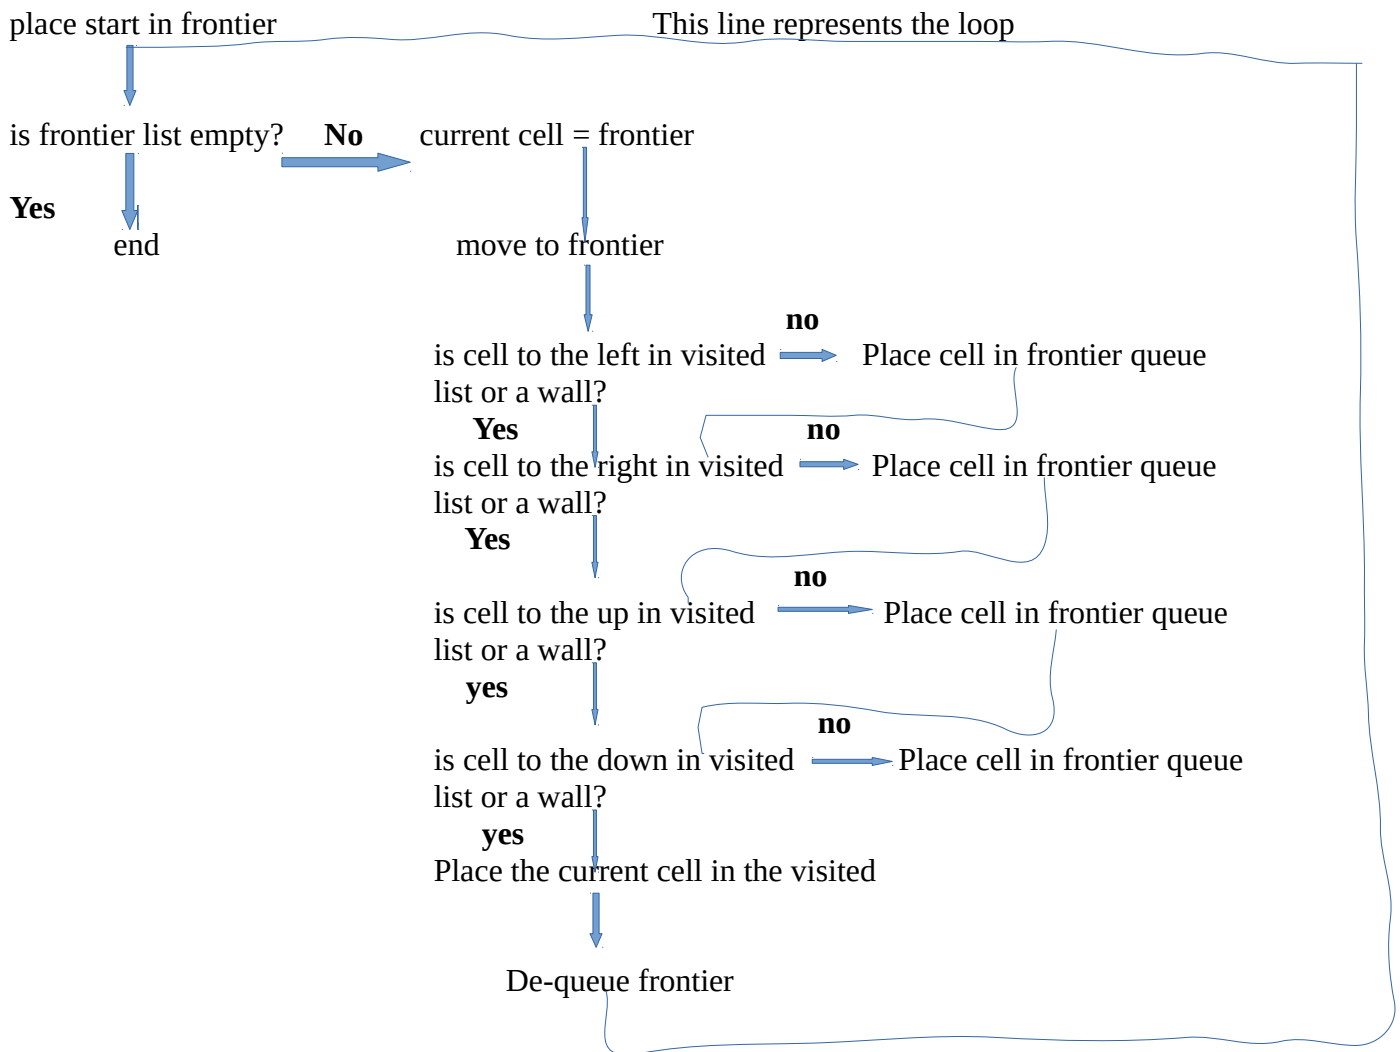 place start in frontier
This line represents the loop
is frontier list empty?
No
current cell = frontier
Yes
end
move to frontier
no
is cell to the left in visited
Place cell in frontier queue
list or a wall?
Yes
no
is cell to the right in visited
Place cell in frontier queue
list or a wall?
Yes
no
is cell to the up in visited
Place cell in frontier queue
list or a wall?
yes
no
is cell to the down in visited
Place cell in frontier queue
list or a wall?
yes
Place the current cell in the visited
De-queue frontier